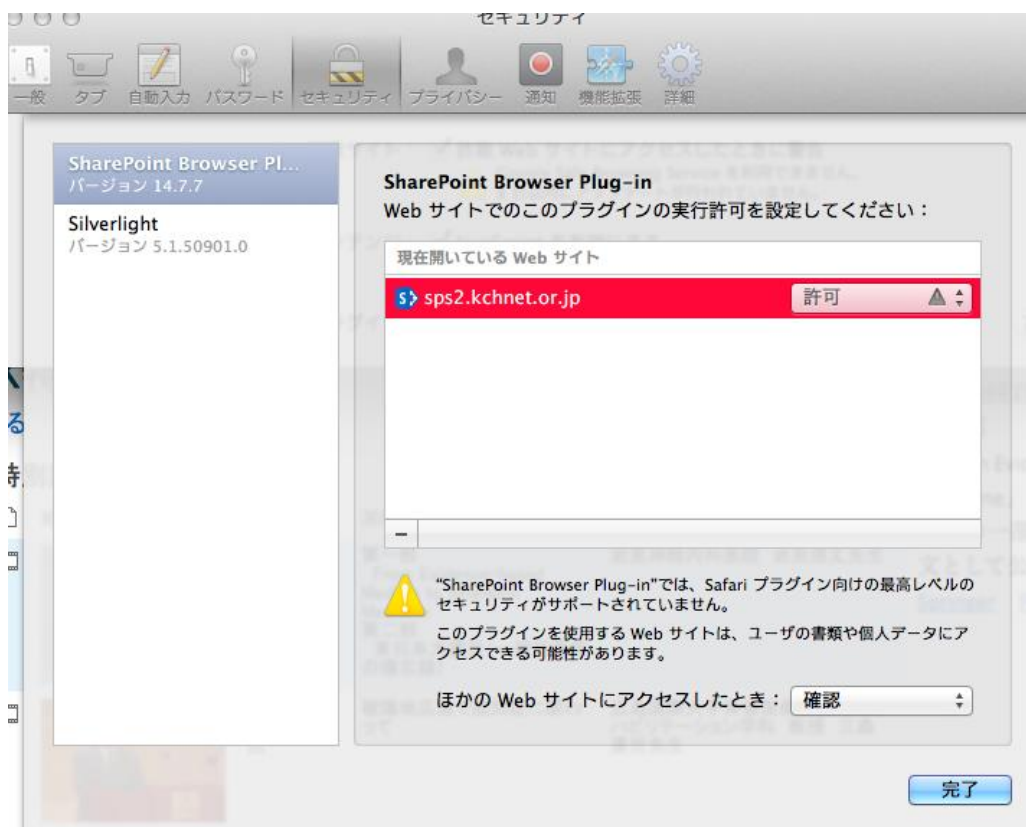 セキュリティ
一般 タブ 自動入力 パスワード セキュリティ プライバシー 通知 機能拡張 詳細
SharePoint Browser Pl...
バージョン 14.7.7
Silverlight
バージョン 5.1.50901.0
SharePoint Browser Plug-in
Web サイトでのこのプラグインの実行許可を設定してください：
現在開いている Web サイト
sps2.kchnet.or.jp 許可
"SharePoint Browser Plug-in"では、Safari プラグイン向けの最高レベルの
セキュリティがサポートされていません。
このプラグインを使用する Web サイトは、ユーザの書類や個人データにア
クセスできる可能性があります。
ほかの Web サイトにアクセスしたとき： 確認
完了